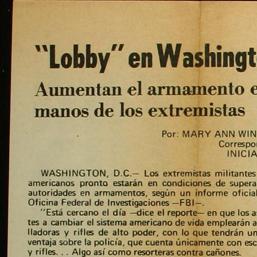 "Lobby" en Washingt
Aumentan el armamento e
manos de los extremistas
Por: MARY ANN WIN
Correspo
INICIA
WASHINGTON, D.C.— Los extremistas militantes
americanos pronto estarán en condiciones de supera
autoridades en armamentos, según un informe oficial
Oficina Federal de Investigaciones —FBI—.
"Está cercano el día —dice el reporte— en que los as
tes a cambiar el sistema americano de vida emplearán a
lladoras y rifles de alto poder, con lo que tendrán un
ventaja sobre la policía, que cuenta únicamente con esc
y rifles. . . Algo así como resorteras contra cañones.